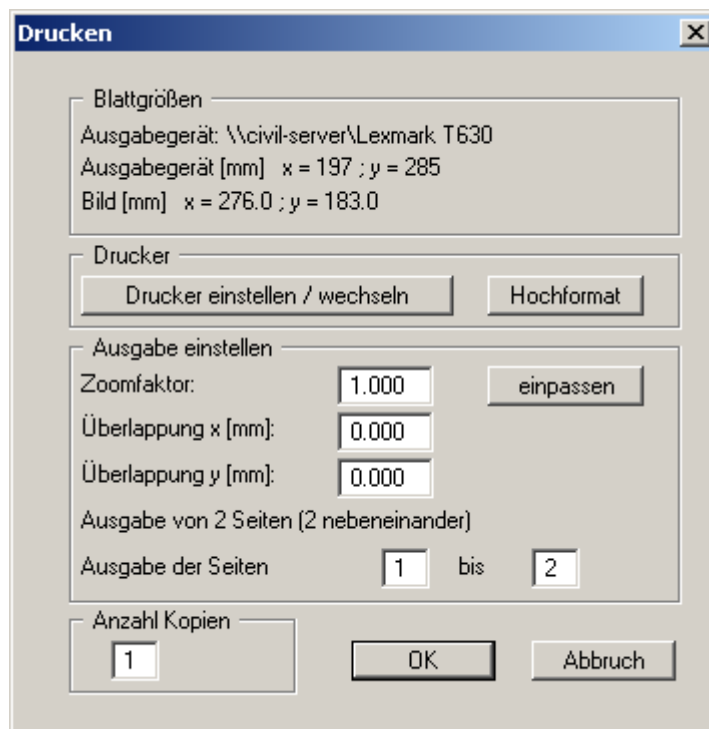 Drucken
Blattgrößen
Ausgabegerät: \\civil-server\Lexmark T630
Ausgabegerät [mm] x = 197 ; y = 285
Bild [mm] x = 276.0 ; y = 183.0
Drucker
Drucker einstellen / wechseln Hochformat
Ausgabe einstellen
Zoomfaktor: 1.000 einpassen
Überlappung x [mm]: 0.000
Überlappung y [mm]: 0.000
Ausgabe von 2 Seiten (2 nebeneinander)
Ausgabe der Seiten 1 bis 2
Anzahl Kopien
1 OK Abbruch